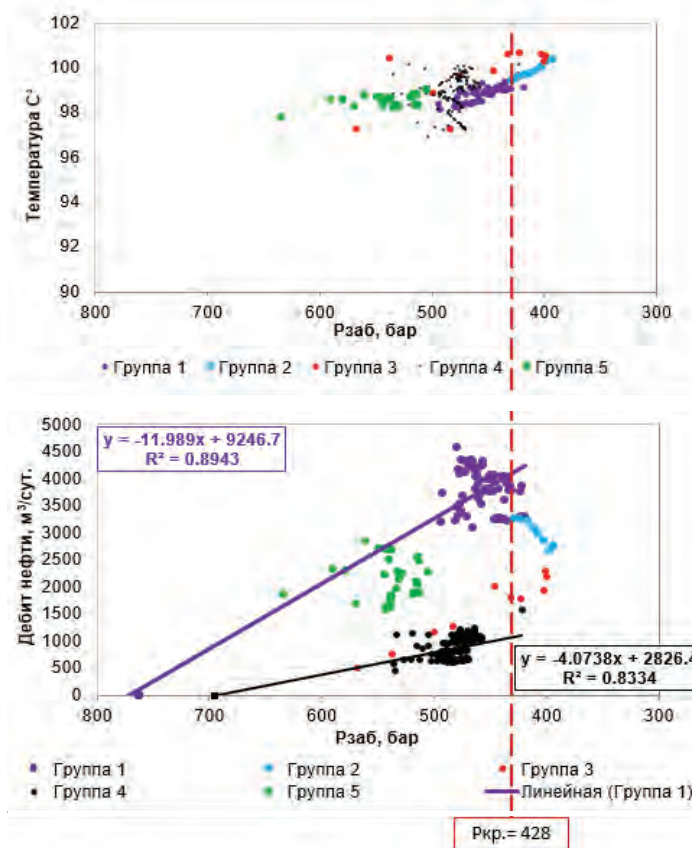 102
100
98
96
94
92
90
Температура C°
800 700 600 500 400 300
Рзаб, бар
Группа 1 Группа 2 Группа 3 Группа 4 Группа 5
5000
4500
4000
3500
3000
2500
2000
1500
1000
500
0
Дебит нефти, м³/сут.
y = -11.989x + 9246.7
R² = 0.8943
y = -4.0738x + 2826.4
R² = 0.8334
800 700 600 500 400 300
Рзаб, бар
Группа 1 Группа 2 Группа 3
Группа 4 Группа 5 Линейная (Группа 1)
Ркр.= 428